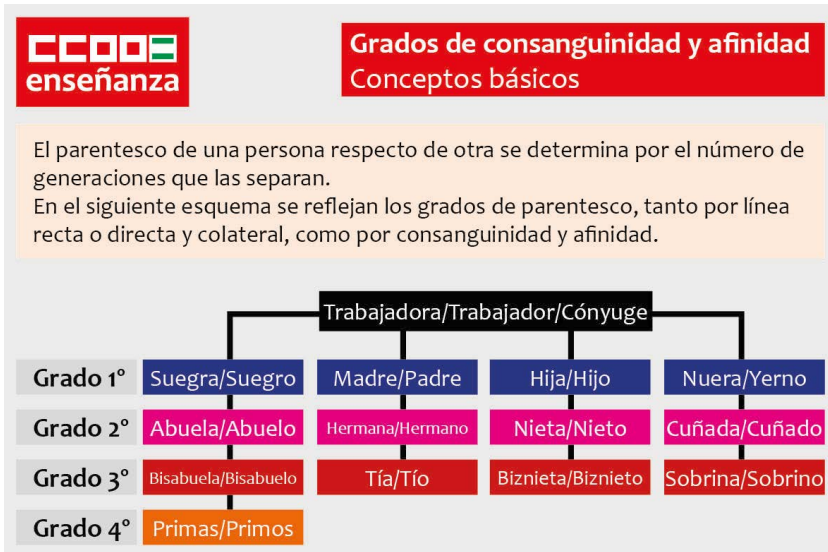 CCOO
enseñanza
Grados de consanguinidad y afinidad
Conceptos básicos
El parentesco de una persona respecto de otra se determina por el número de
generaciones que las separan.
En el siguiente esquema se reflejan los grados de parentesco, tanto por línea
recta o directa y colateral, como por consanguinidad y afinidad.
Trabajadora/Trabajador/Cónyuge
Grado 1° Suegra/Suegro Madre/Padre Hija/Hijo Nuera/Yerno
Grado 2° Abuela/Abuelo Hermana/Hermano Nieta/Nieto Cuñada/Cuñado
Grado 3° Bisabuela/Bisabuelo Tía/Tío Biznieta/Biznieto Sobrina/Sobrino
Grado 4° Primas/Primos